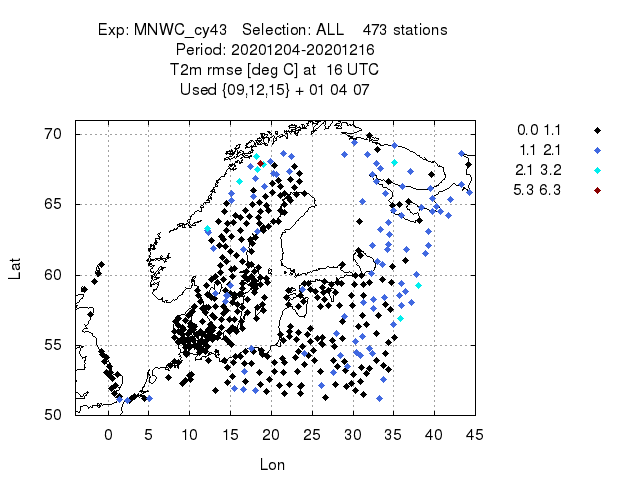 Exp: MNWC_cy43 Selection: ALL 473 stations
Period: 20201204-20201216
T2m rmse [deg C] at 16 UTC
Used {09,12,15} + 01 04 07
70
65
60
55
50
Lat
0 5 10 15 20 25 30 35 40 45
Lon
0.0 1.1
1.1 2.1
2.1 3.2
5.3 6.3